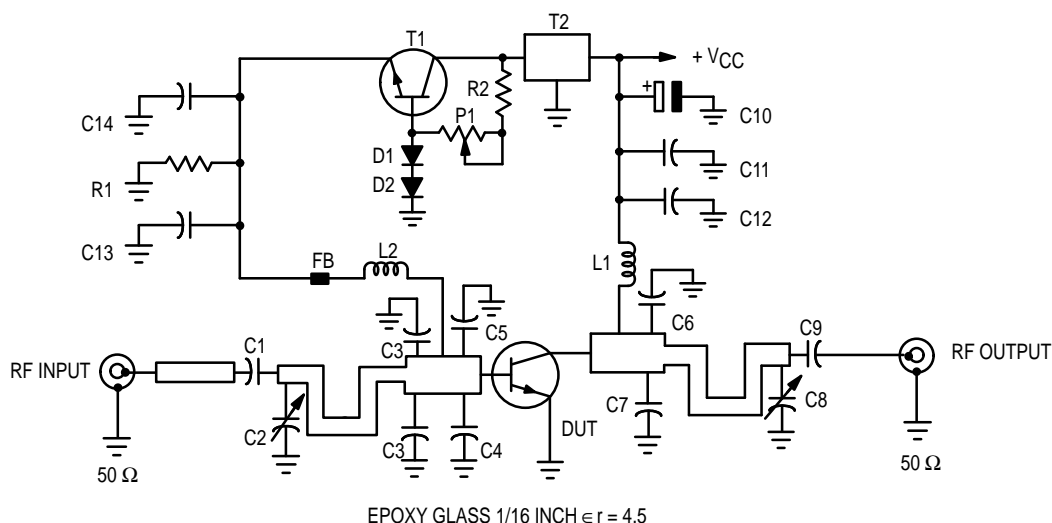 T2
T1
+ VCC
R2
+
P1
C10
C14
D1
C11
R1
D2
C12
C13
L2
L1
FB
C6
C5
C3
C9
C1
RF INPUT
RF OUTPUT
C7
C8
C2
C3
C4
DUT
50 Ω
50 Ω
EPOXY GLASS 1/16 INCH ∈ r = 4.5